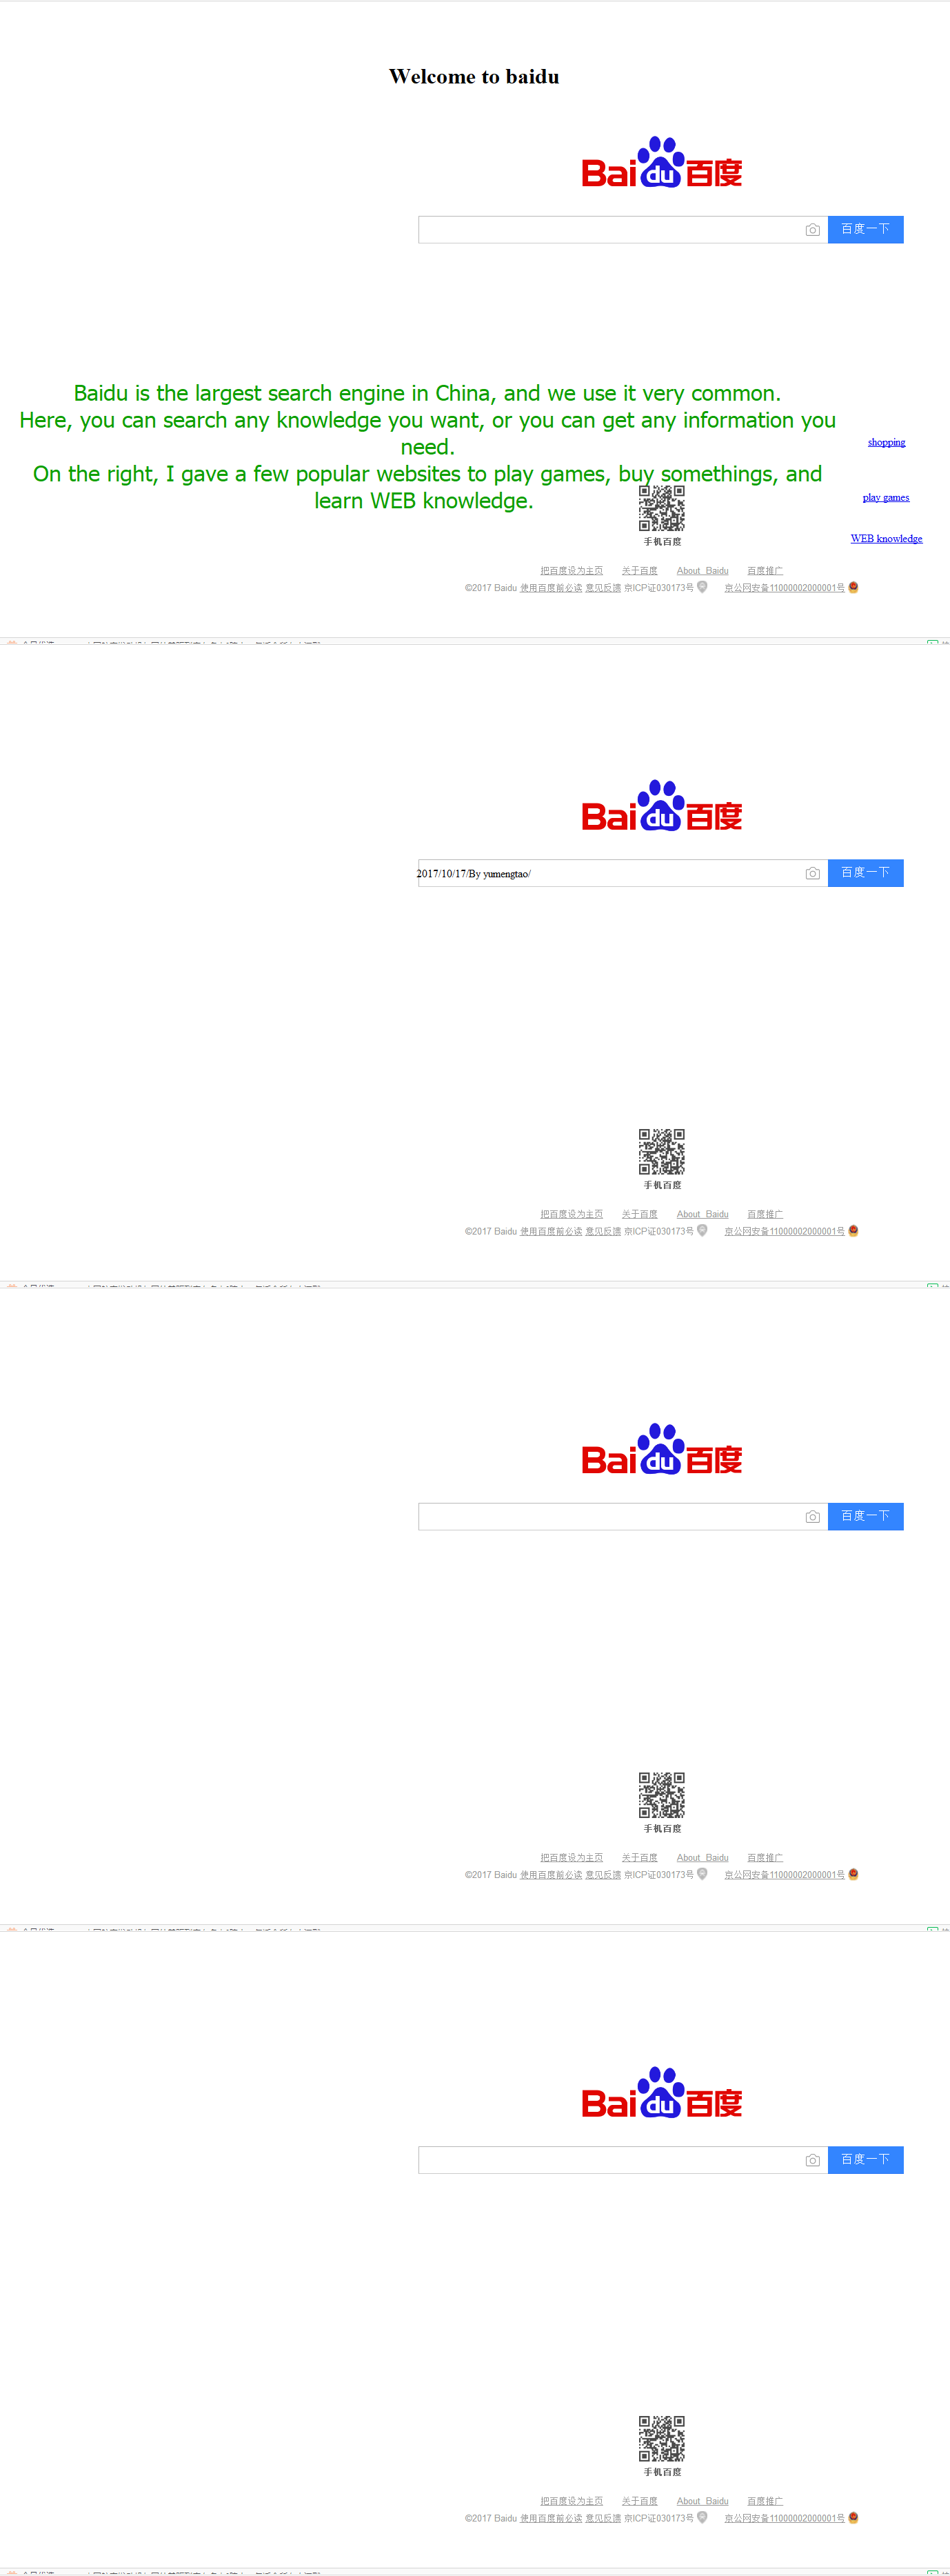 Welcome to baidu
Bai du 百度
百度一下
Baidu is the largest search engine in China, and we use it very common.
Here, you can search any knowledge you want, or you can get any information you
need.
On the right, I gave a few popular websites to play games, buy somethings, and
learn WEB knowledge.
shopping
play games
WEB knowledge
手机百度
把百度设为主页 关于百度 About Baidu 百度推广
©2017 Baidu 使用百度前必读 意见反馈 京ICP证030173号 京公网安备11000002000001号
Bai du 百度
2017/10/17/By yumengtao/
百度一下
手机百度
把百度设为主页 关于百度 About Baidu 百度推广
©2017 Baidu 使用百度前必读 意见反馈 京ICP证030173号 京公网安备11000002000001号
Bai du 百度
百度一下
手机百度
把百度设为主页 关于百度 About Baidu 百度推广
©2017 Baidu 使用百度前必读 意见反馈 京ICP证030173号 京公网安备11000002000001号
Bai du 百度
百度一下
手机百度
把百度设为主页 关于百度 About Baidu 百度推广
©2017 Baidu 使用百度前必读 意见反馈 京ICP证030173号 京公网安备11000002000001号